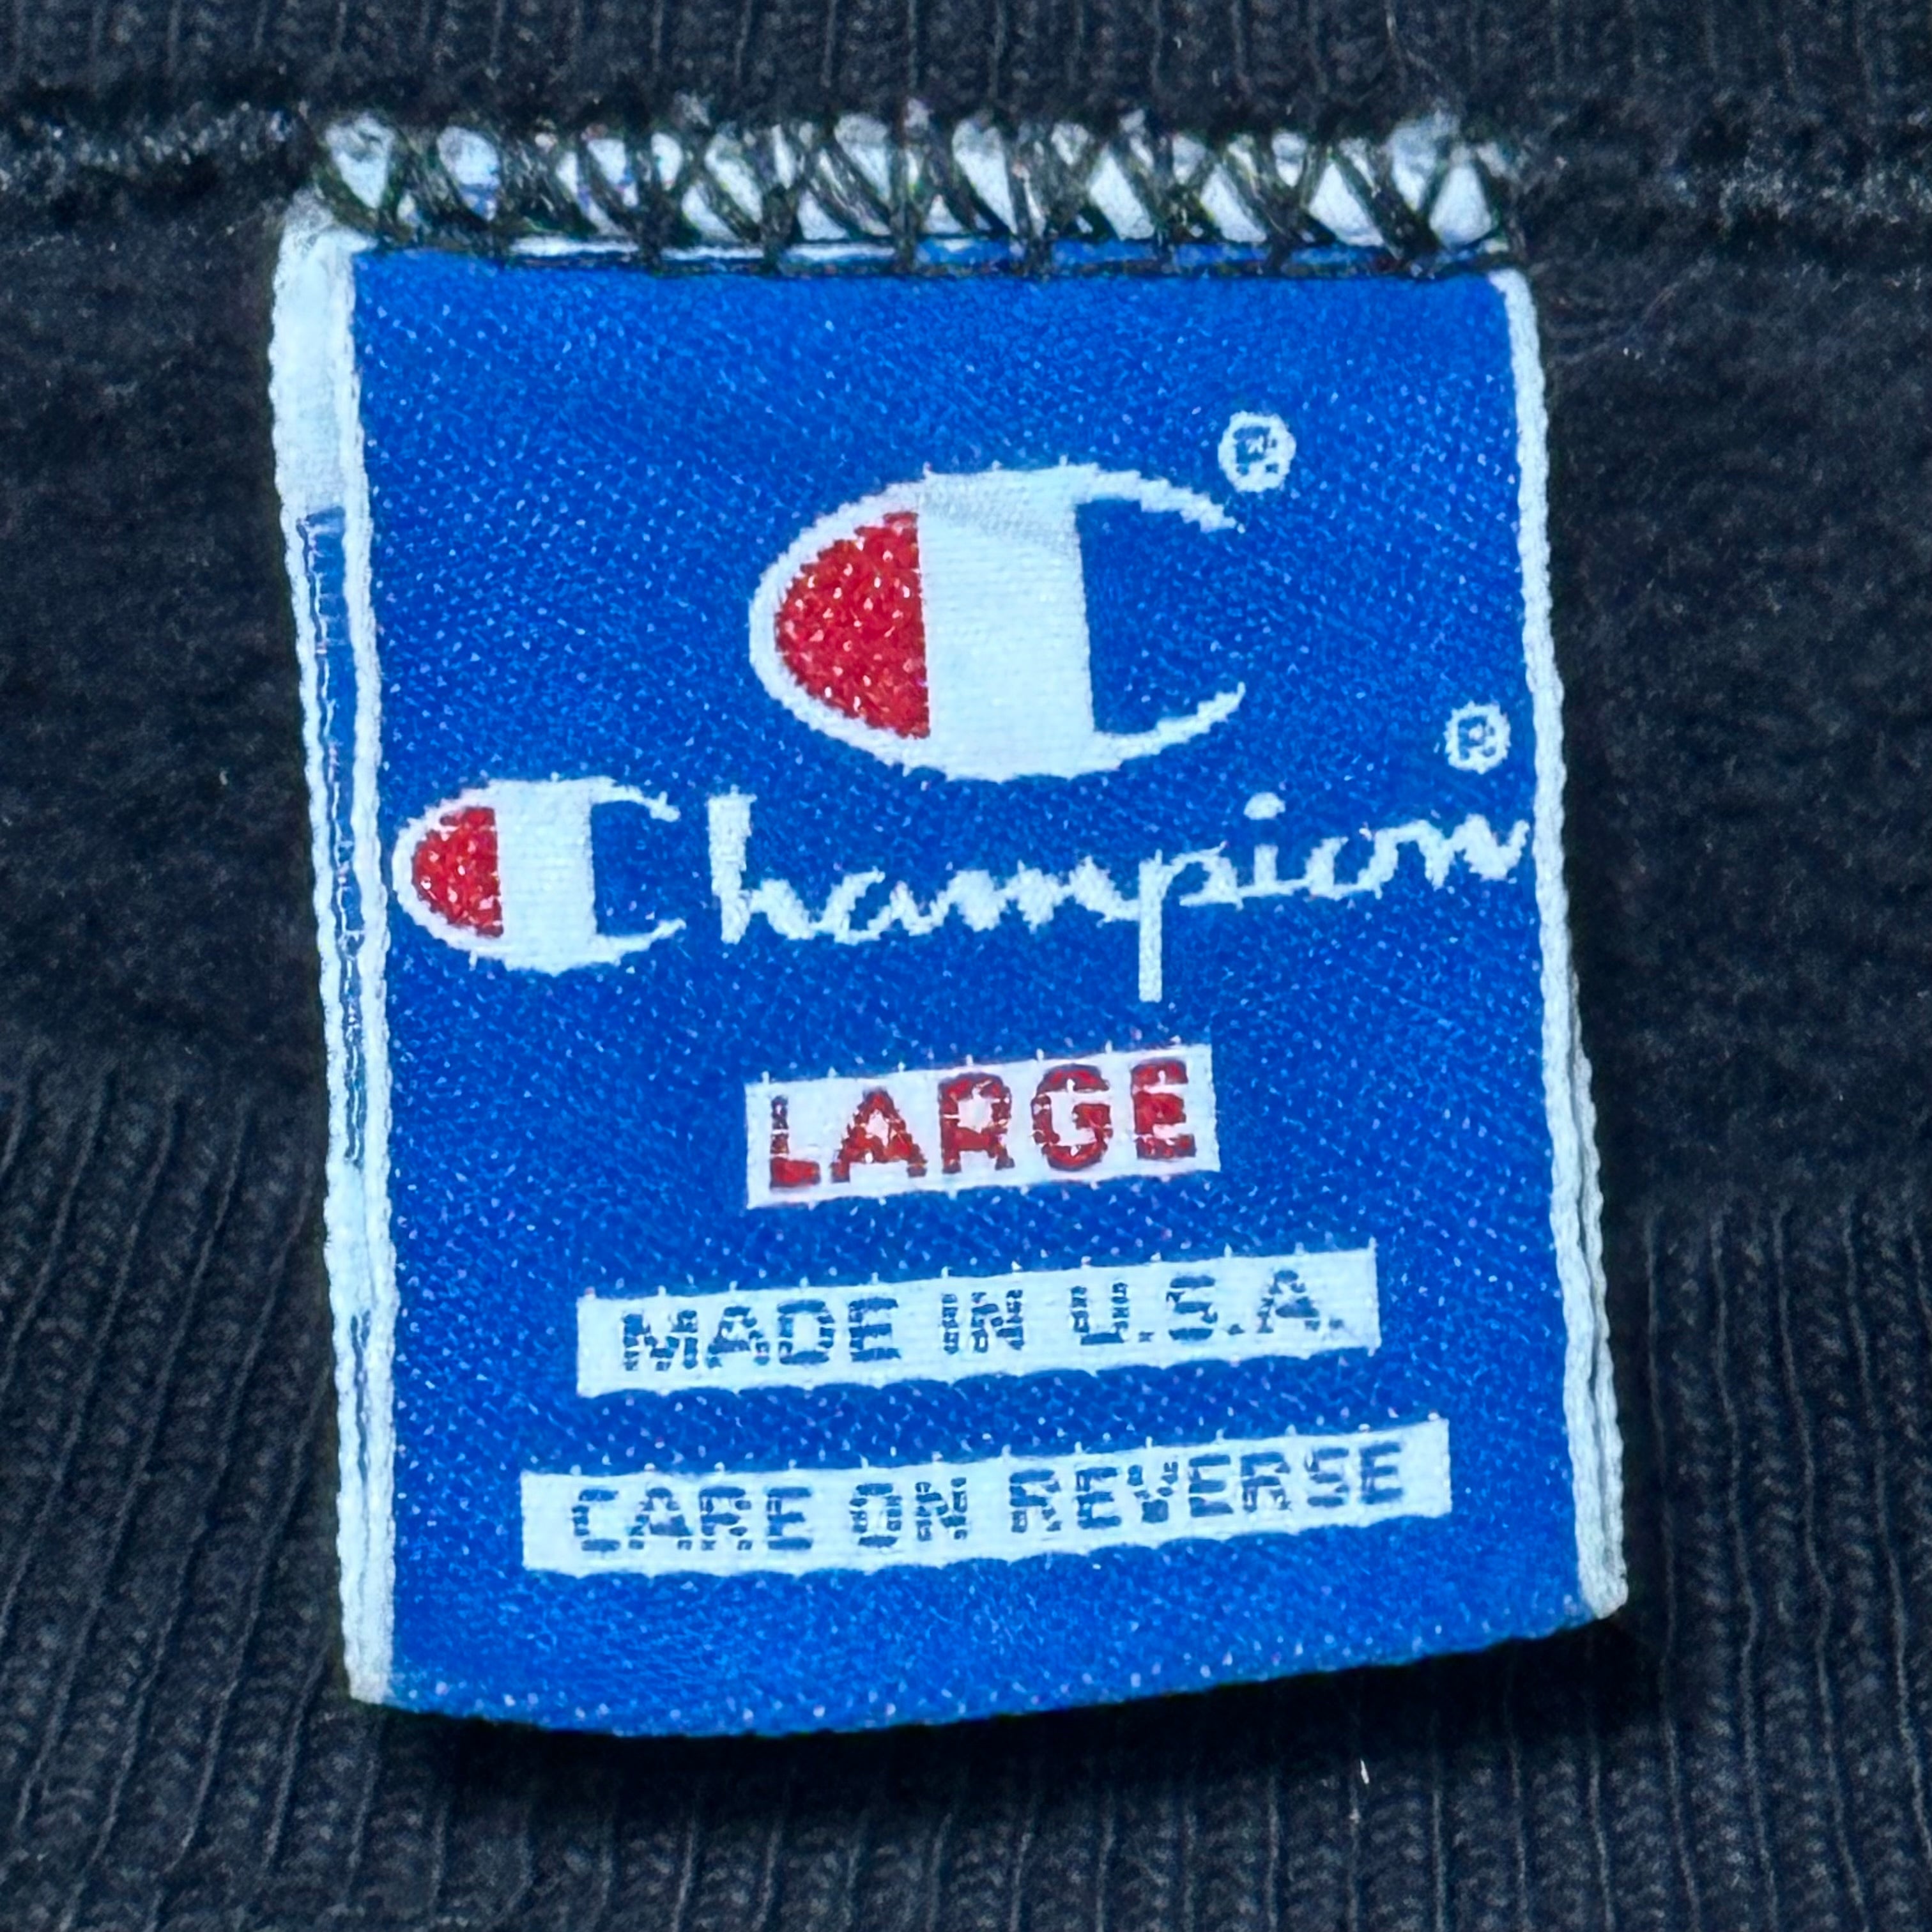 C®
Champion®
LARGE
MADE IN U.S.A.
CARE ON REVERSE